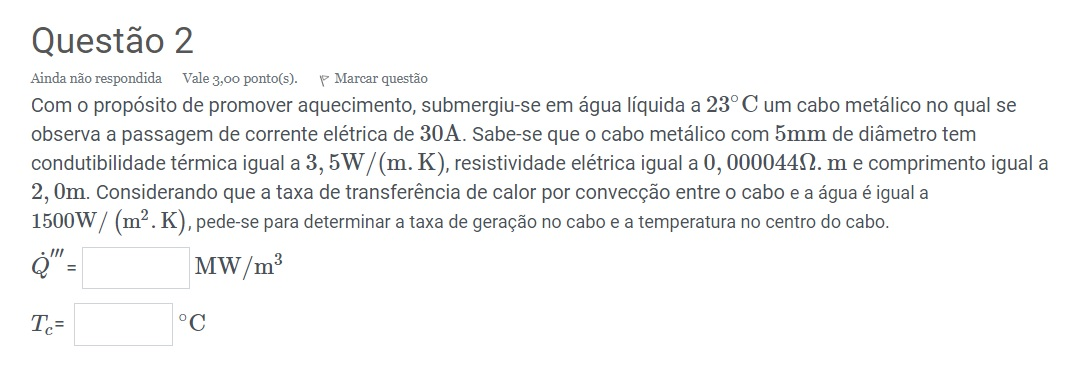 Questão 2
Ainda não respondida Vale 3,00 ponto(s). Marcar questão
Com o propósito de promover aquecimento, submergiu-se em água líquida a 23°C um cabo metálico no qual se
observa a passagem de corrente elétrica de 30A. Sabe-se que o cabo metálico com 5mm de diâmetro tem
condutibilidade térmica igual a 3, 5W/(m. K), resistividade elétrica igual a 0, 000044Ω. m e comprimento igual a
2, 0m. Considerando que a taxa de transferência de calor por convecção entre o cabo e a água é igual a
1500W/ (m². K), pede-se para determinar a taxa de geração no cabo e a temperatura no centro do cabo.
Q̇''' = MW/m³
T_c= °C